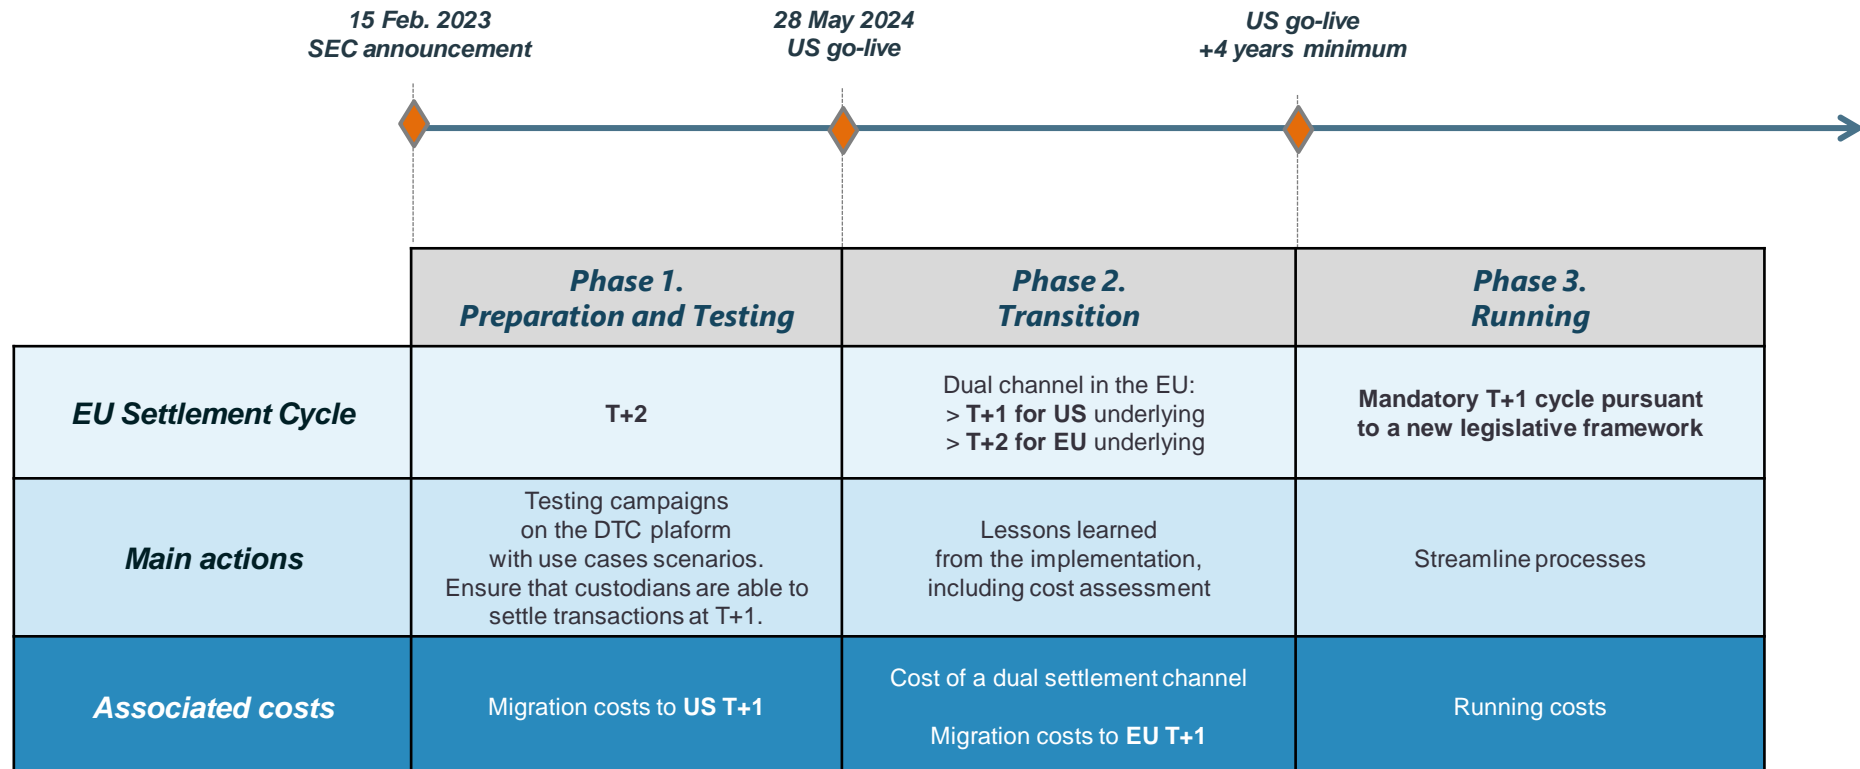 15 Feb. 2023
SEC announcement
28 May 2024
US go-live
US go-live
+4 years minimum
Phase 1.
Preparation and Testing
Phase 2.
Transition
Phase 3.
Running
EU Settlement Cycle
T+2
Dual channel in the EU:
> T+1 for US underlying
> T+2 for EU underlying
Mandatory T+1 cycle pursuant
to a new legislative framework
Main actions
Testing campaigns
on the DTC plaform
with use cases scenarios.
Ensure that custodians are able to
settle transactions at T+1.
Lessons learned
from the implementation,
including cost assessment
Streamline processes
Associated costs
Migration costs to US T+1
Cost of a dual settlement channel
Migration costs to EU T+1
Running costs